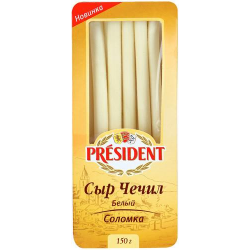 Новинка
PRÉSIDENT
Сыр Чечил
Белый
Соломка
150 г